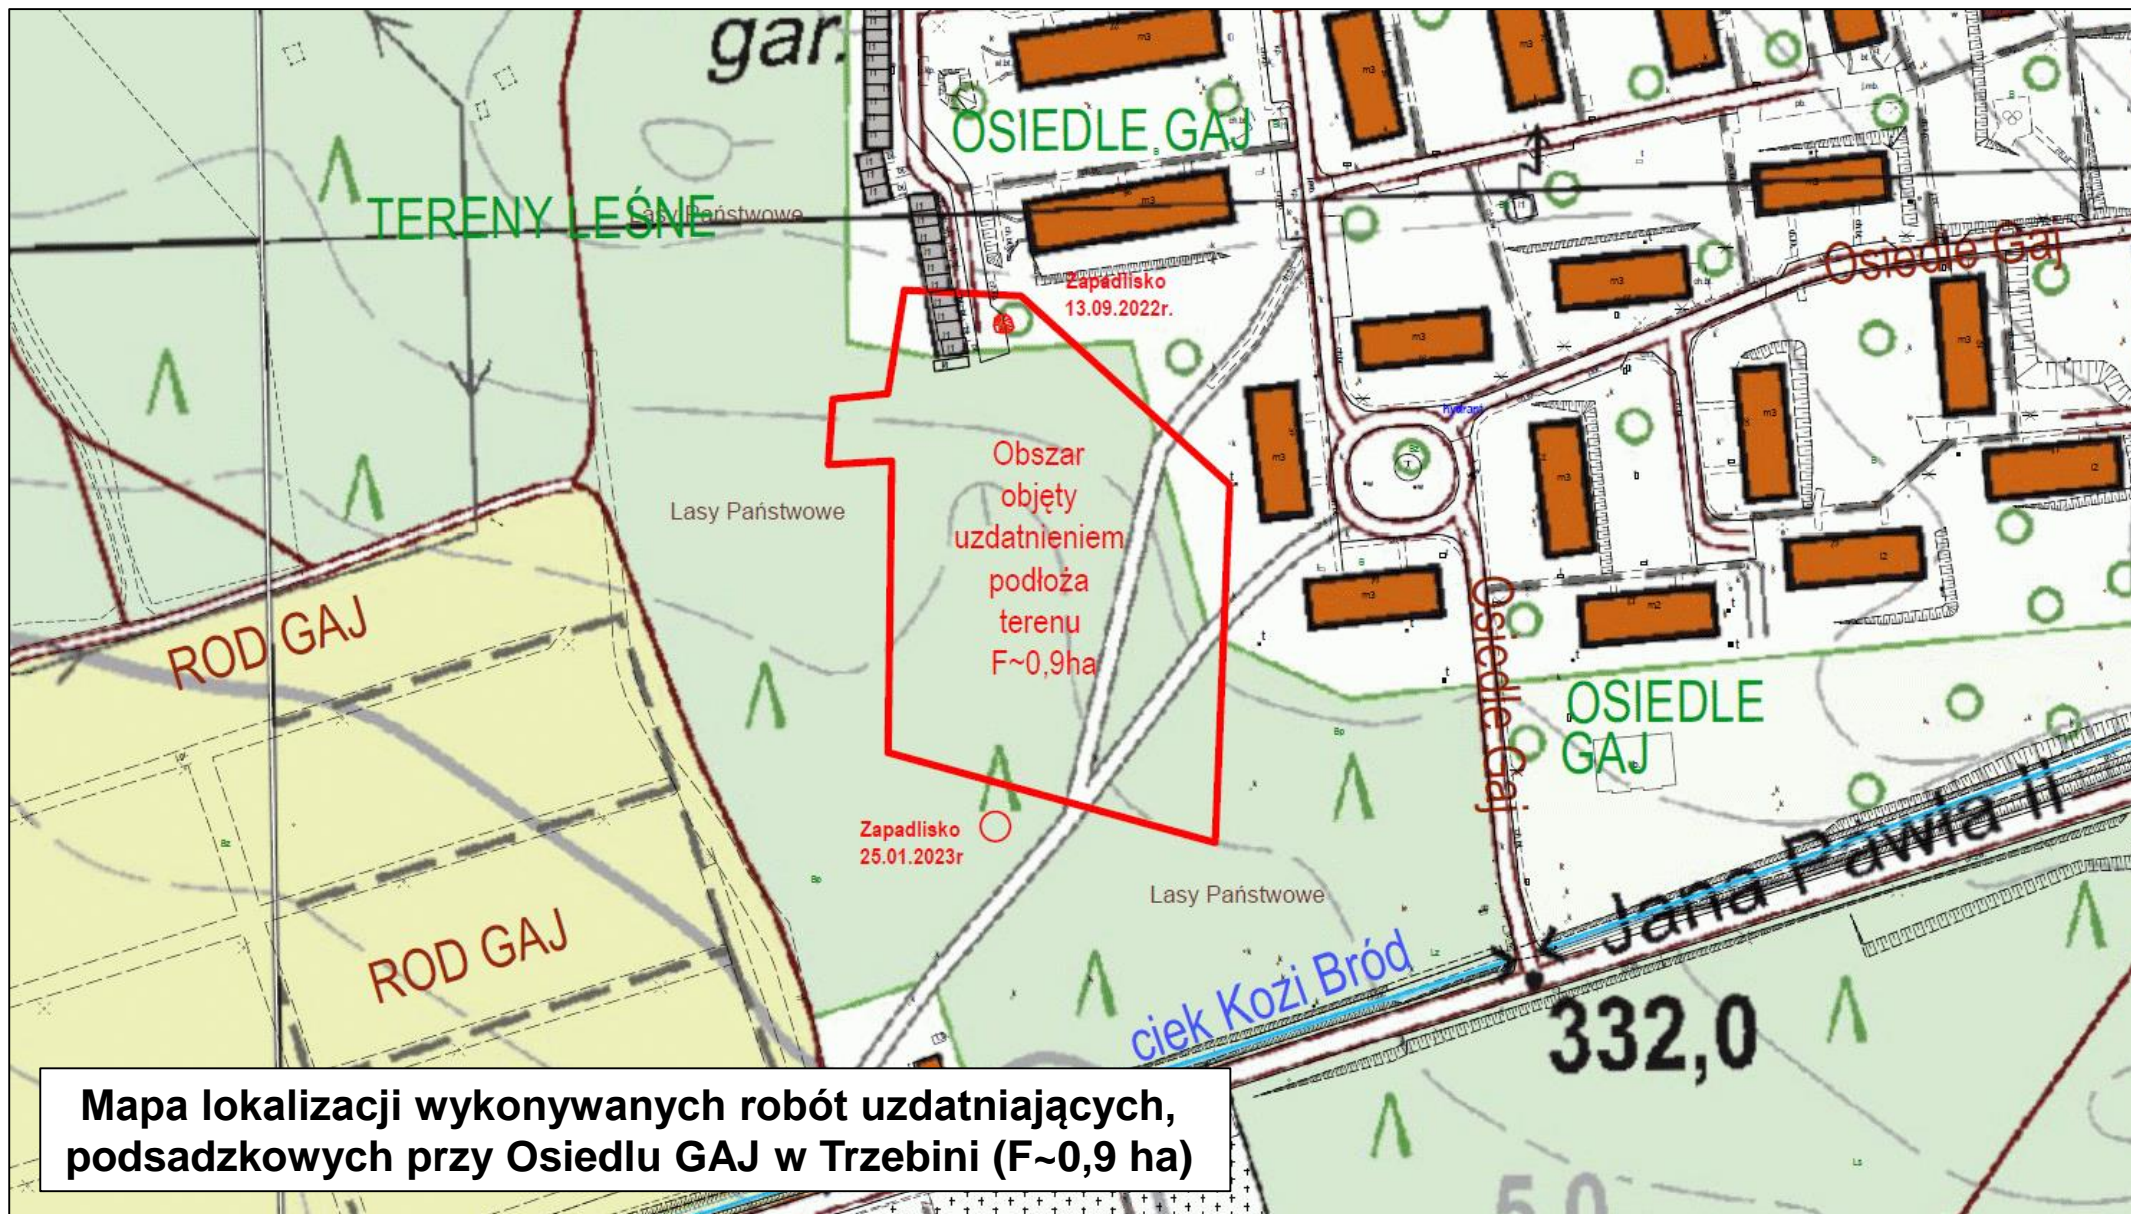 gar.
OSIEDLE GAJ
TERENY LEŚNE
Lasy Państwowe
Osiedle Gaj
Zapadlisko
13.09.2022r.
hydrant
Obszar
objęty
uzdatnieniem
podłoża
terenu
F~0,9ha
Lasy Państwowe
ROD GAJ
Osiedle Gaj
OSIEDLE
GAJ
Zapadlisko
25.01.2023r
Lasy Państwowe
Jana Pawła II
ROD GAJ
ciek Kozi Bród
332,0
Mapa lokalizacji wykonywanych robót uzdatniających,
podsadzkowych przy Osiedlu GAJ w Trzebini (F~0,9 ha)
5,0